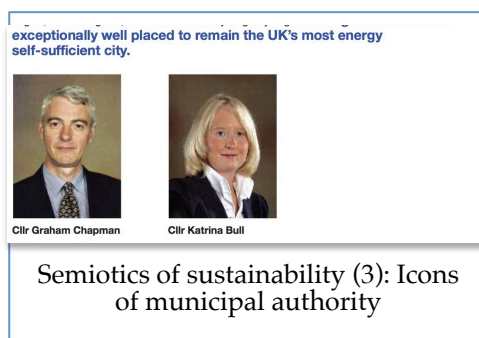 exceptionally well placed to remain the UK's most energy
self-sufficient city.
Cllr Graham Chapman
Cllr Katrina Bull
Semiotics of sustainability (3): Icons
of municipal authority